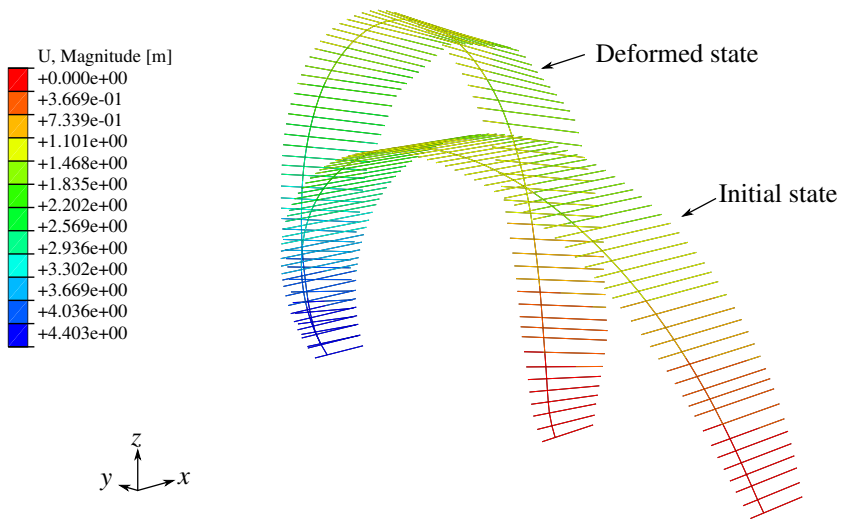 U, Magnitude [m]
+0.000e+00
+3.669e-01
+7.339e-01
+1.101e+00
+1.468e+00
+1.835e+00
+2.202e+00
+2.569e+00
+2.936e+00
+3.302e+00
+3.669e+00
+4.036e+00
+4.403e+00
Deformed state
Initial state
z
y
x